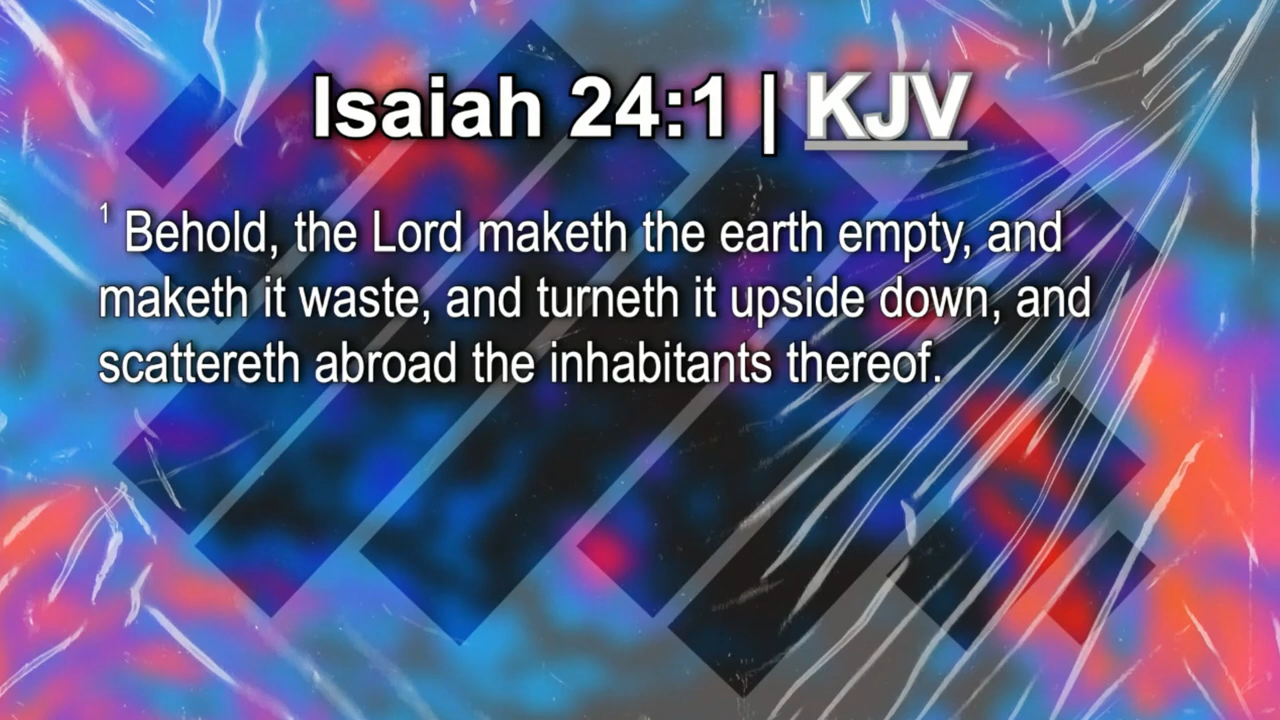 Isaiah 24:1 | KJV
1 Behold, the Lord maketh the earth empty, and
maketh it waste, and turneth it upside down, and
scattereth abroad the inhabitants thereof.